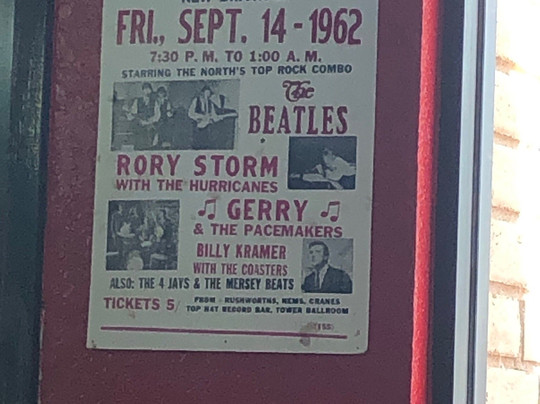 FRI., SEPT. 14-1962
7:30 P. M. TO 1:00 A. M.
STARRING THE NORTH'S TOP ROCK COMBO
The
BEATLES
RORY STORM
WITH THE HURRICANES
♫ GERRY ♫
& THE PACEMAKERS
BILLY KRAMER
WITH THE COASTERS
ALSO: THE 4 JAYS & THE MERSEY BEATS
TICKETS 5/
FROM - RUSHWORTHS, NEMS, CRANES
TOP HAT RECORD BAR, TOWER BALLROOM